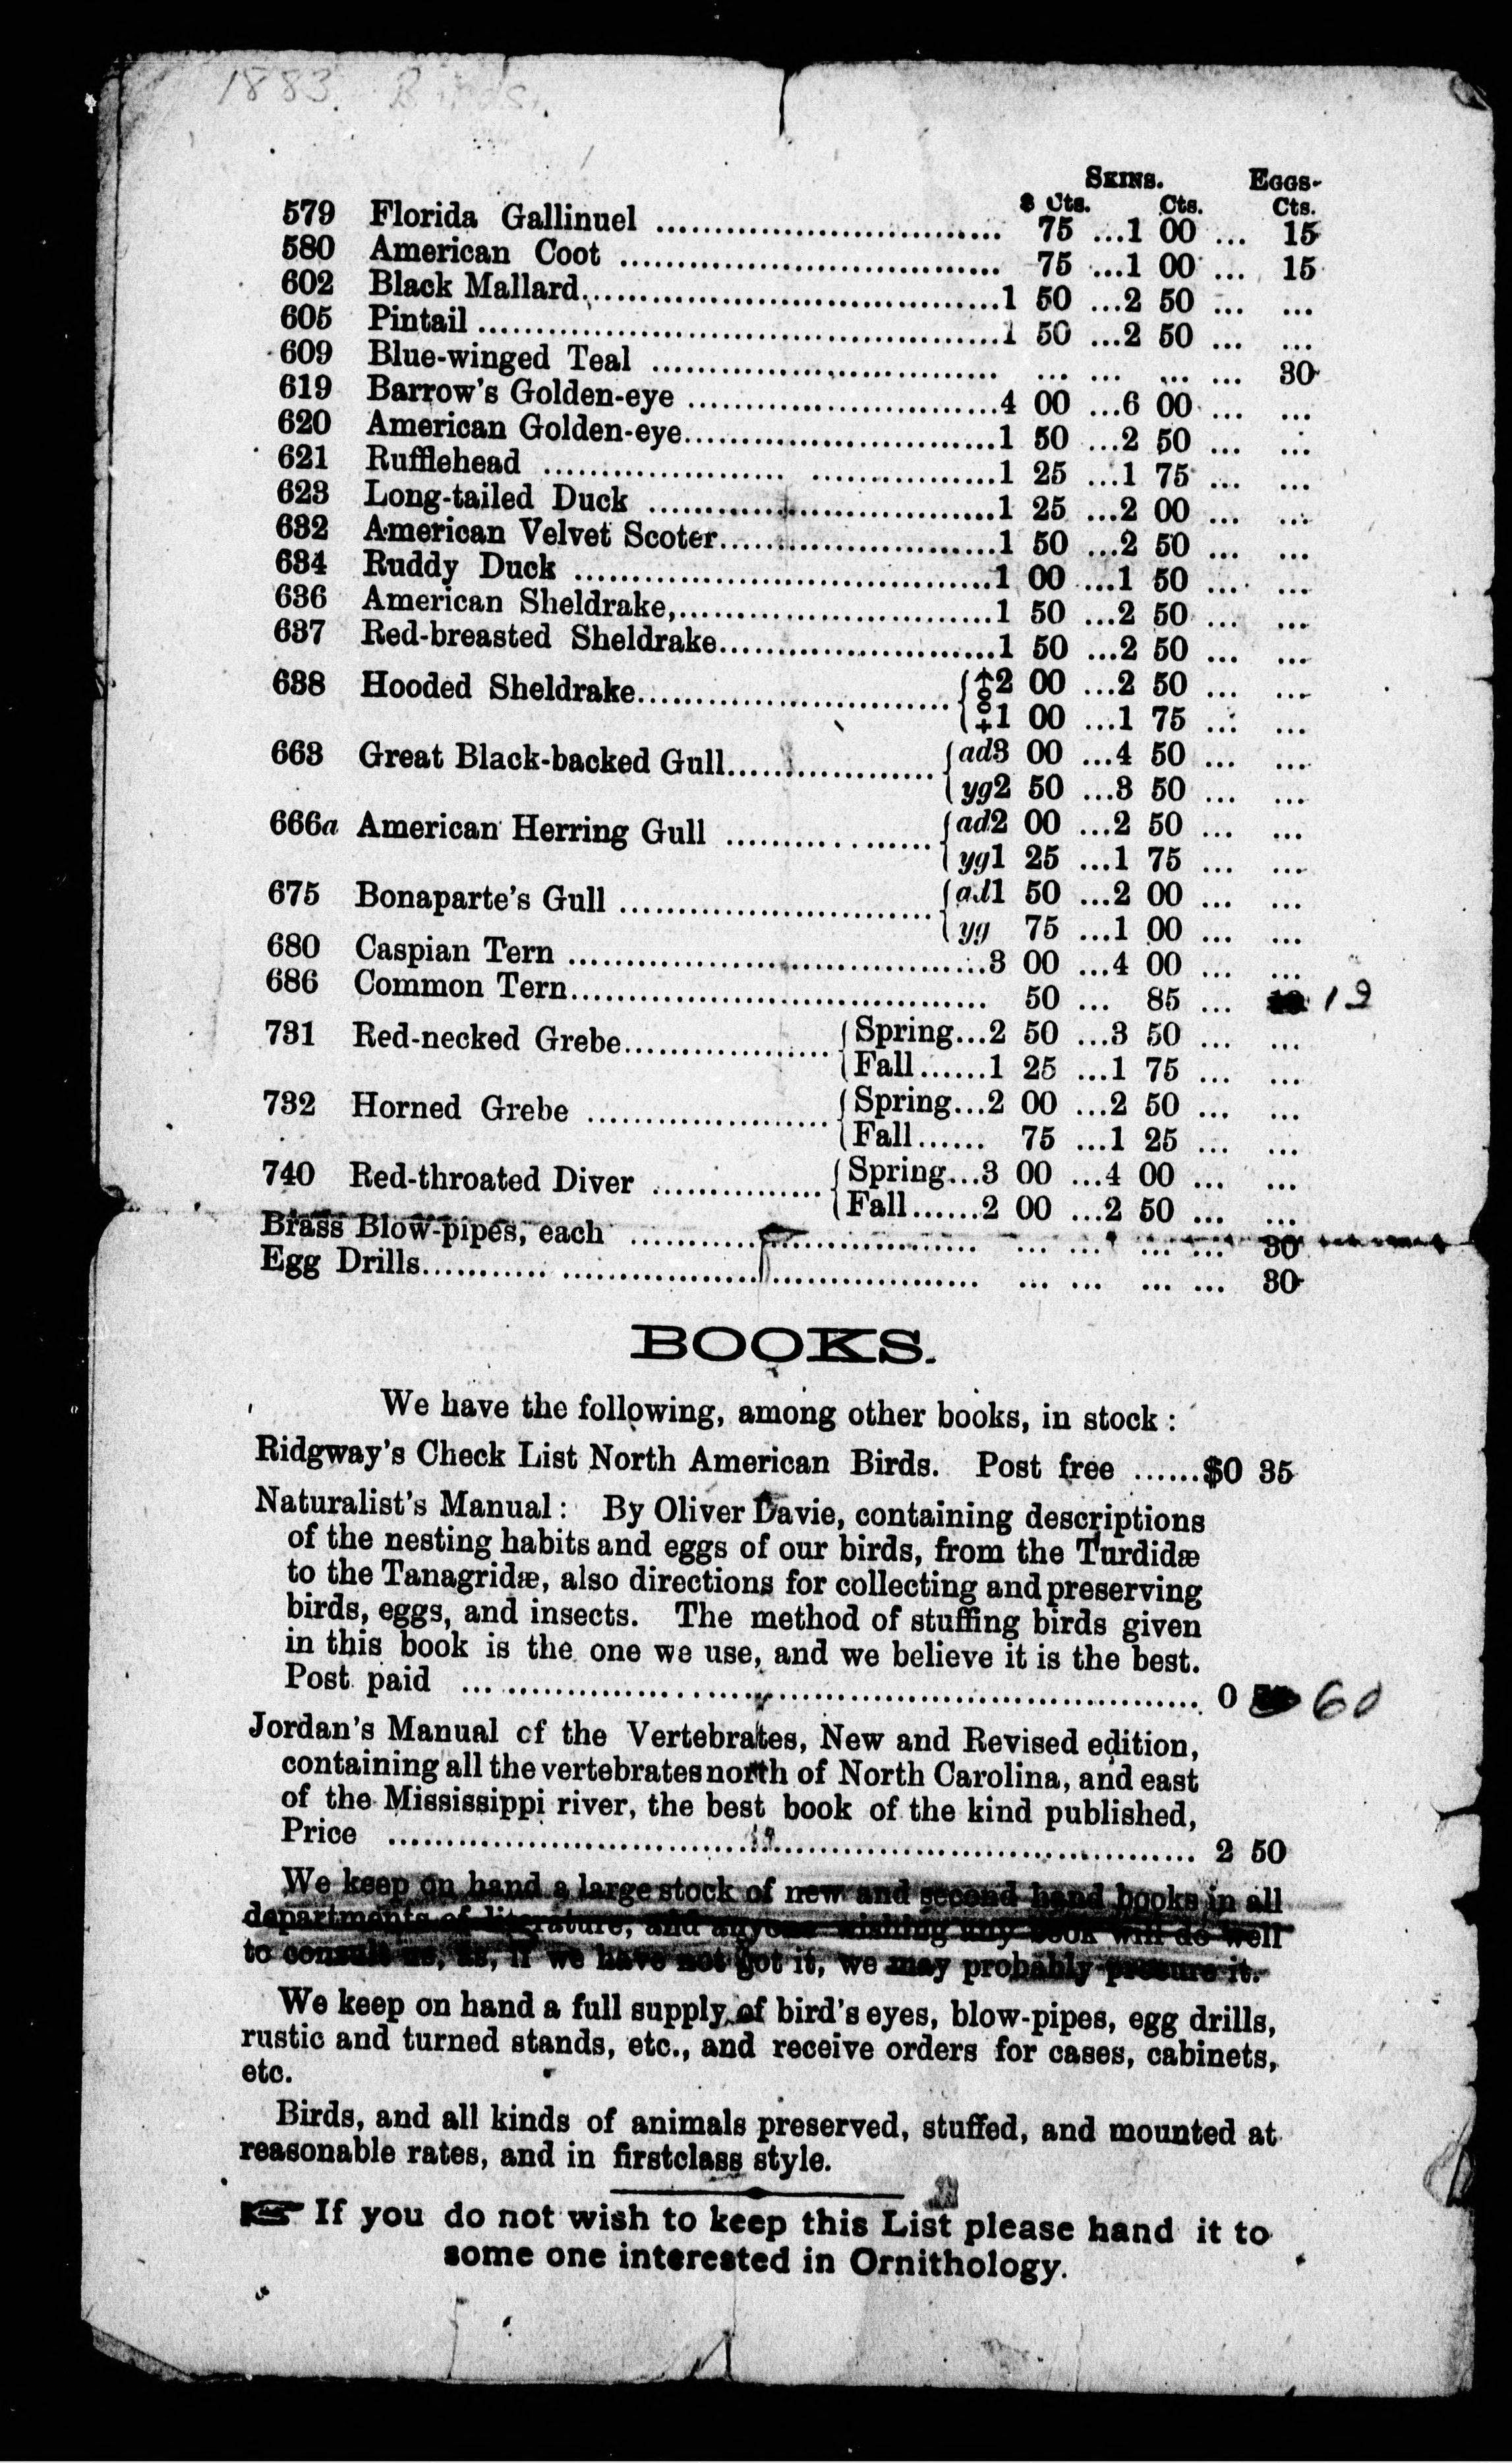 1883. Birds.
SKINS. EGGS-
$ Cts. Cts. Cts.
579 Florida Gallinuel .............................. 75 ...1 00 ... 15
580 American Coot ................................. 75 ...1 00 ... 15
602 Black Mallard.....................................1 50 ...2 50 ... ...
605 Pintail .............................................1 50 ...2 50 ... ...
609 Blue-winged Teal .............................. ... ... ... ... 30
619 Barrow's Golden-eye ...........................4 00 ...6 00 ... ...
620 American Golden-eye...........................1 50 ...2 50 ... ...
621 Rufflehead ..................... ................1 25 ...1 75 ... ...
623 Long-tailed Duck ..............................1 25 ...2 00 ... ...
632 American Velvet Scoter........................1 50 ...2 50 ... ...
634 Ruddy Duck ....................................1 00 ...1 50 ... ...
636 American Sheldrake,...........................1 50 ...2 50 ... ...
637 Red-breasted Sheldrake........................1 50 ...2 50 ... ...
638 Hooded Sheldrake........................... { ♂2 00 ...2 50 ... ...
♀1 00 ...1 75 ... ...
663 Great Black-backed Gull.................. { ad3 00 ...4 50 ... ...
yg2 50 ...3 50 ... ...
666a American Herring Gull .................. { ad2 00 ...2 50 ... ...
yg1 25 ...1 75 ... ...
675 Bonaparte's Gull ........................... { ad1 50 ...2 00 ... ...
yg 75 ...1 00 ... ...
680 Caspian Tern ....................................3 00 ...4 00 ... ...
686 Common Tern.................................... 50 ... 85 ... 12
731 Red-necked Grebe.................. { Spring...2 50 ...3 50 ... ...
Fall......1 25 ...1 75 ... ...
732 Horned Grebe ..................... { Spring...2 00 ...2 50 ... ...
Fall...... 75 ...1 25 ... ...
740 Red-throated Diver ............... { Spring...3 00 ...4 00 ... ...
Fall......2 00 ...2 50 ... ...
Brass Blow-pipes, each .............................. ... ... ... ... 30
Egg Drills........... .................................... ... ... ... ... 30
BOOKS.
We have the following, among other books, in stock :
Ridgway's Check List North American Birds. Post free ......$0 35
Naturalist's Manual : By Oliver Davie, containing descriptions
of the nesting habits and eggs of our birds, from the Turdidæ
to the Tanagridæ, also directions for collecting and preserving
birds, eggs, and insects. The method of stuffing birds given
in this book is the one we use, and we believe it is the best.
Post paid ... ............................................................ 0 60
Jordan's Manual of the Vertebrates, New and Revised edition,
containing all the vertebrates north of North Carolina, and east
of the Mississippi river, the best book of the kind published,
Price ..................................................................... 2 50
We keep on hand a large stock of new and second hand books in all
departments of literature, and anyone wishing any book will do well
to consult us, as, if we have not got it, we may probably procure it.
We keep on hand a full supply of bird's eyes, blow-pipes, egg drills,
rustic and turned stands, etc., and receive orders for cases, cabinets,
etc.
Birds, and all kinds of animals preserved, stuffed, and mounted at
reasonable rates, and in firstclass style.
☞ If you do not wish to keep this List please hand it to
some one interested in Ornithology.